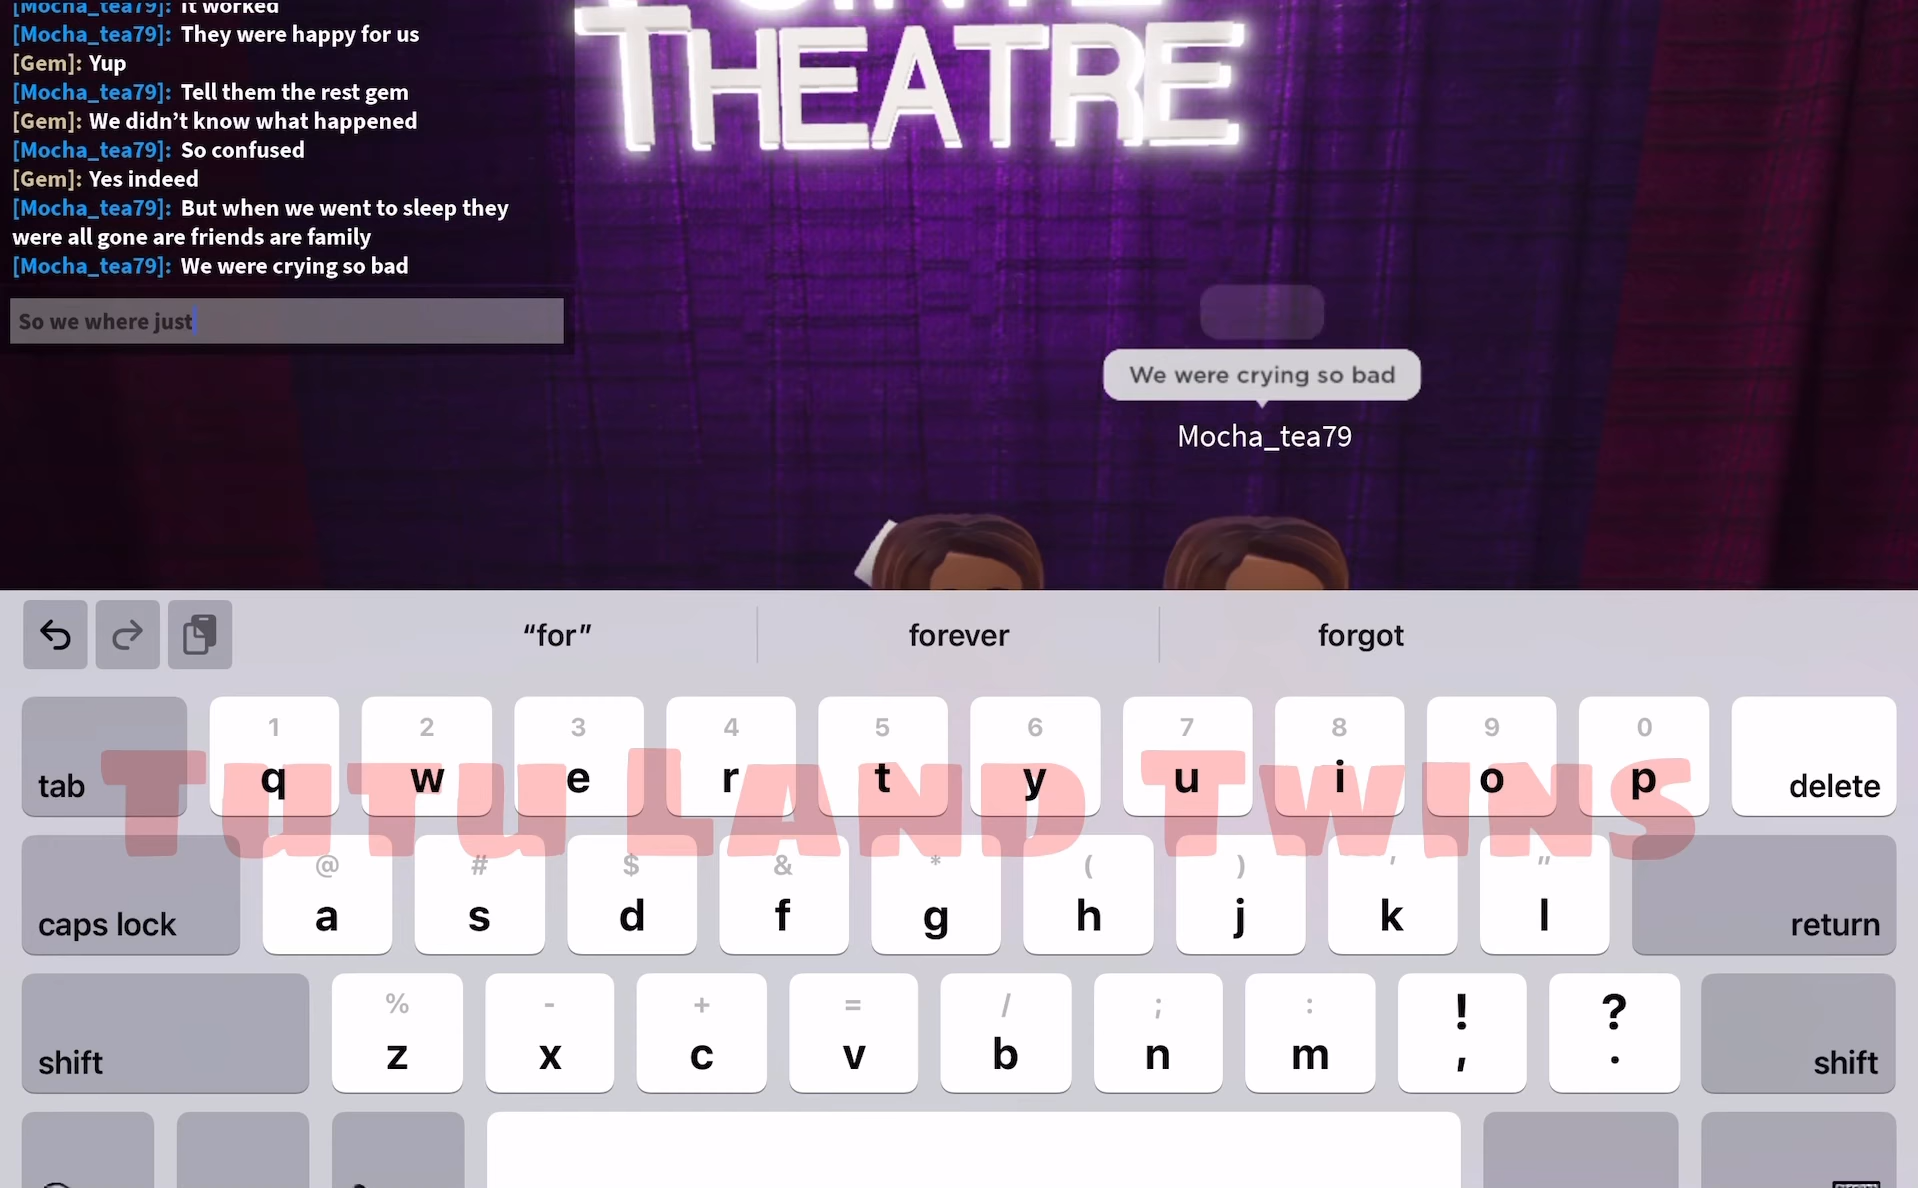 [Mocha_tea79]: It worked
[Mocha_tea79]: They were happy for us
[Gem]: Yup
[Mocha_tea79]: Tell them the rest gem
[Gem]: We didn’t know what happened
[Mocha_tea79]: So confused
[Gem]: Yes indeed
[Mocha_tea79]: But when we went to sleep they
were all gone are friends are family
[Mocha_tea79]: We were crying so bad
So we where just
THEATRE
We were crying so bad
Mocha_tea79
“for” forever forgot
1 2 3 4 5 6 7 8 9 0
tab q w e r t y u i o p delete
TUTU LAND TWINS
@ # $ & * ( ) ' "
caps lock a s d f g h j k l return
% - + = / ; : ! ?
shift z x c v b n m , . shift